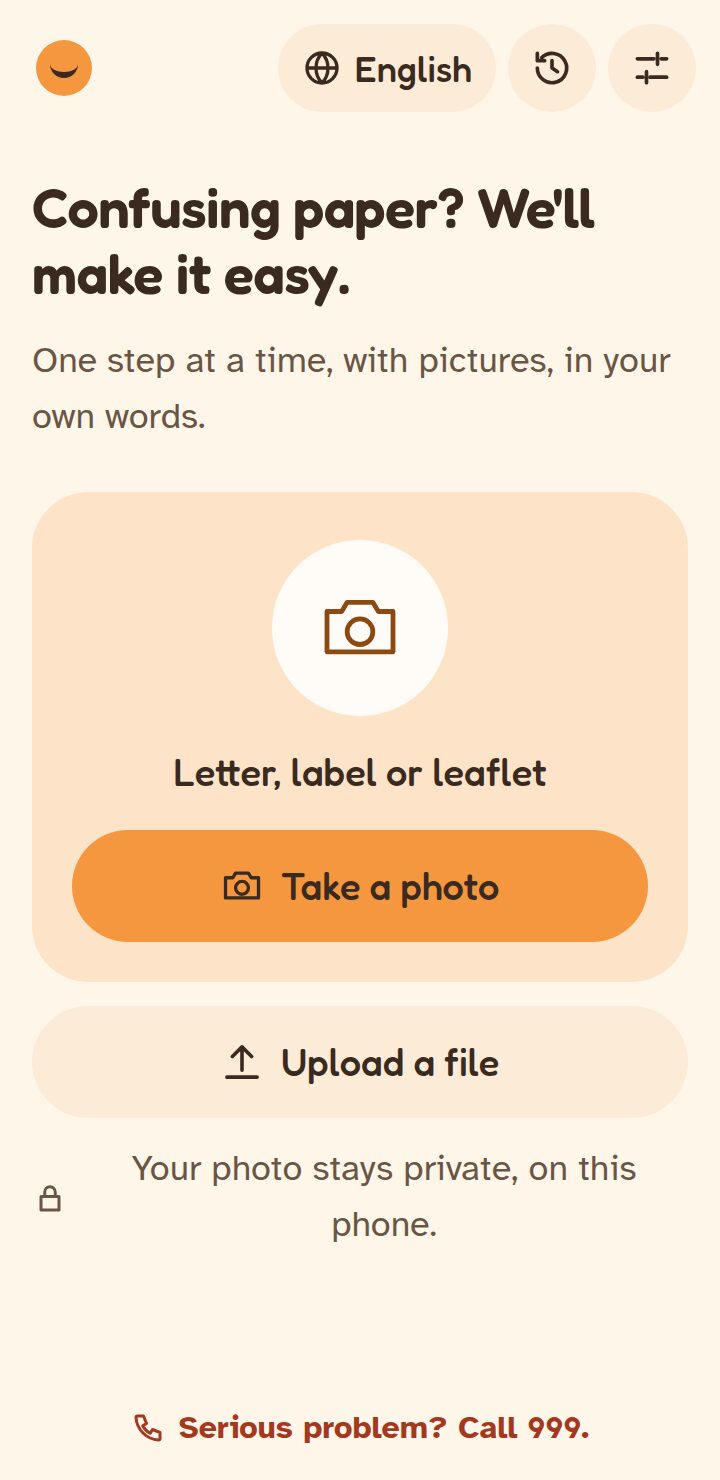 English
Confusing paper? We'll
make it easy.
One step at a time, with pictures, in your
own words.
Letter, label or leaflet
Take a photo
Upload a file
Your photo stays private, on this
phone.
Serious problem? Call 999.